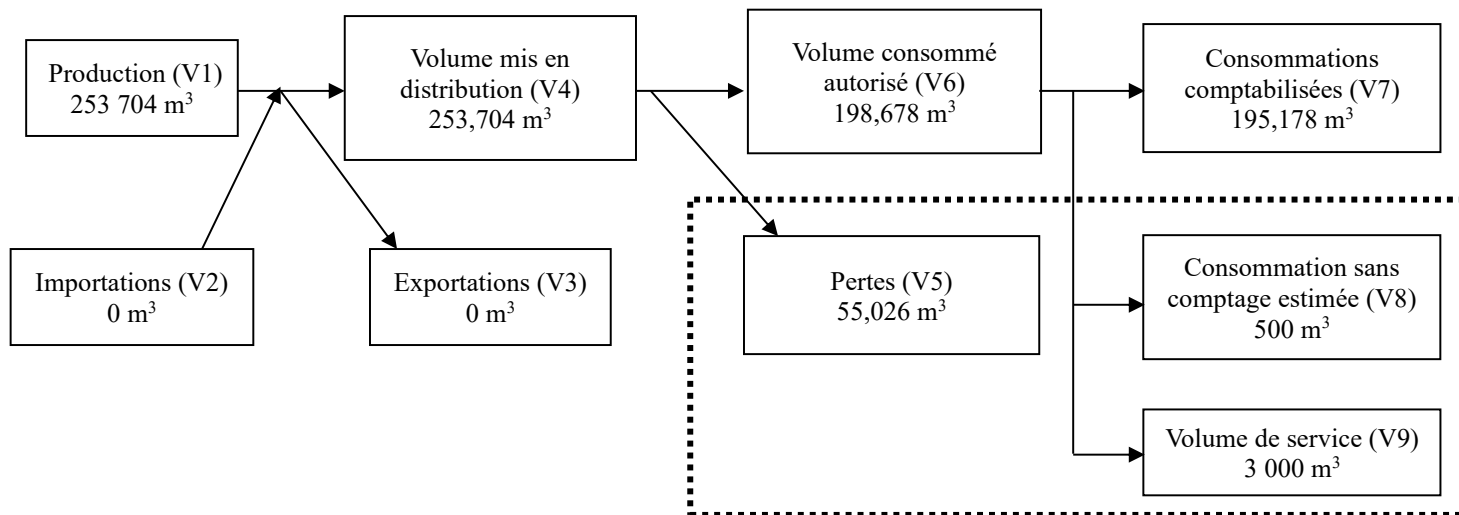 Production (V1)
253 704 m³
Volume mis en
distribution (V4)
253,704 m³
Volume consommé
autorisé (V6)
198,678 m³
Consommations
comptabilisées (V7)
195,178 m³
Importations (V2)
0 m³
Exportations (V3)
0 m³
Pertes (V5)
55,026 m³
Consommation sans
comptage estimée (V8)
500 m³
Volume de service (V9)
3 000 m³